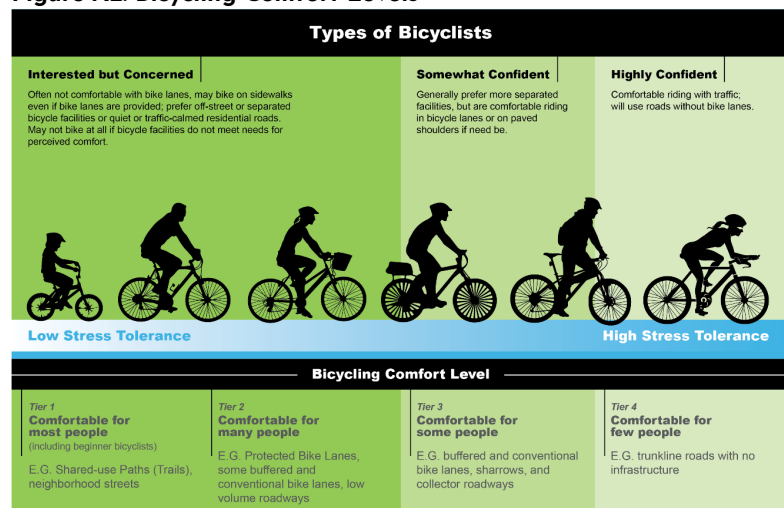 Types of Bicyclists
Interested but Concerned
Often not comfortable with bike lanes, may bike on sidewalks
even if bike lanes are provided; prefer off-street or separated
bicycle facilities or quiet or traffic-calmed residential roads.
May not bike at all if bicycle facilities do not meet needs for
perceived comfort.
Somewhat Confident
Generally prefer more separated
facilities, but are comfortable riding
in bicycle lanes or on paved
shoulders if need be.
Highly Confident
Comfortable riding with traffic;
will use roads without bike lanes.
Low Stress Tolerance
High Stress Tolerance
Bicycling Comfort Level
Tier 1
Comfortable for
most people
(including beginner bicyclists)
E.G. Shared-use Paths (Trails),
neighborhood streets
Tier 2
Comfortable for
many people
E.G. Protected Bike Lanes,
some buffered and
conventional bike lanes, low
volume roadways
Tier 3
Comfortable for
some people
E.G. buffered and conventional
bike lanes, sharrows, and
collector roadways
Tier 4
Comfortable for
few people
E.G. trunkline roads with no
infrastructure